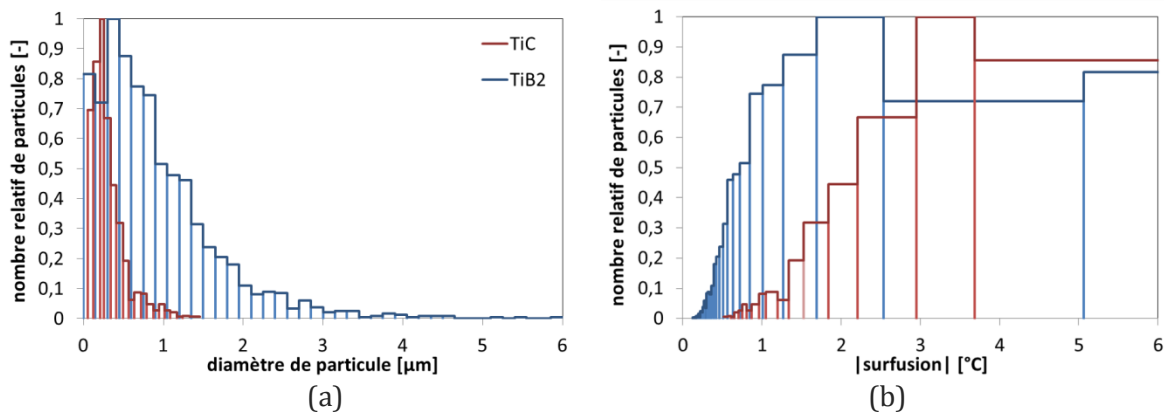 nombre relatif de particules [-]
1
0,9
0,8
0,7
0,6
0,5
0,4
0,3
0,2
0,1
0
TiC
TiB2
0 1 2 3 4 5 6
diamètre de particule [µm]
(a)
nombre relatif de particules [-]
1
0,9
0,8
0,7
0,6
0,5
0,4
0,3
0,2
0,1
0
0 1 2 3 4 5 6
|surfusion| [°C]
(b)